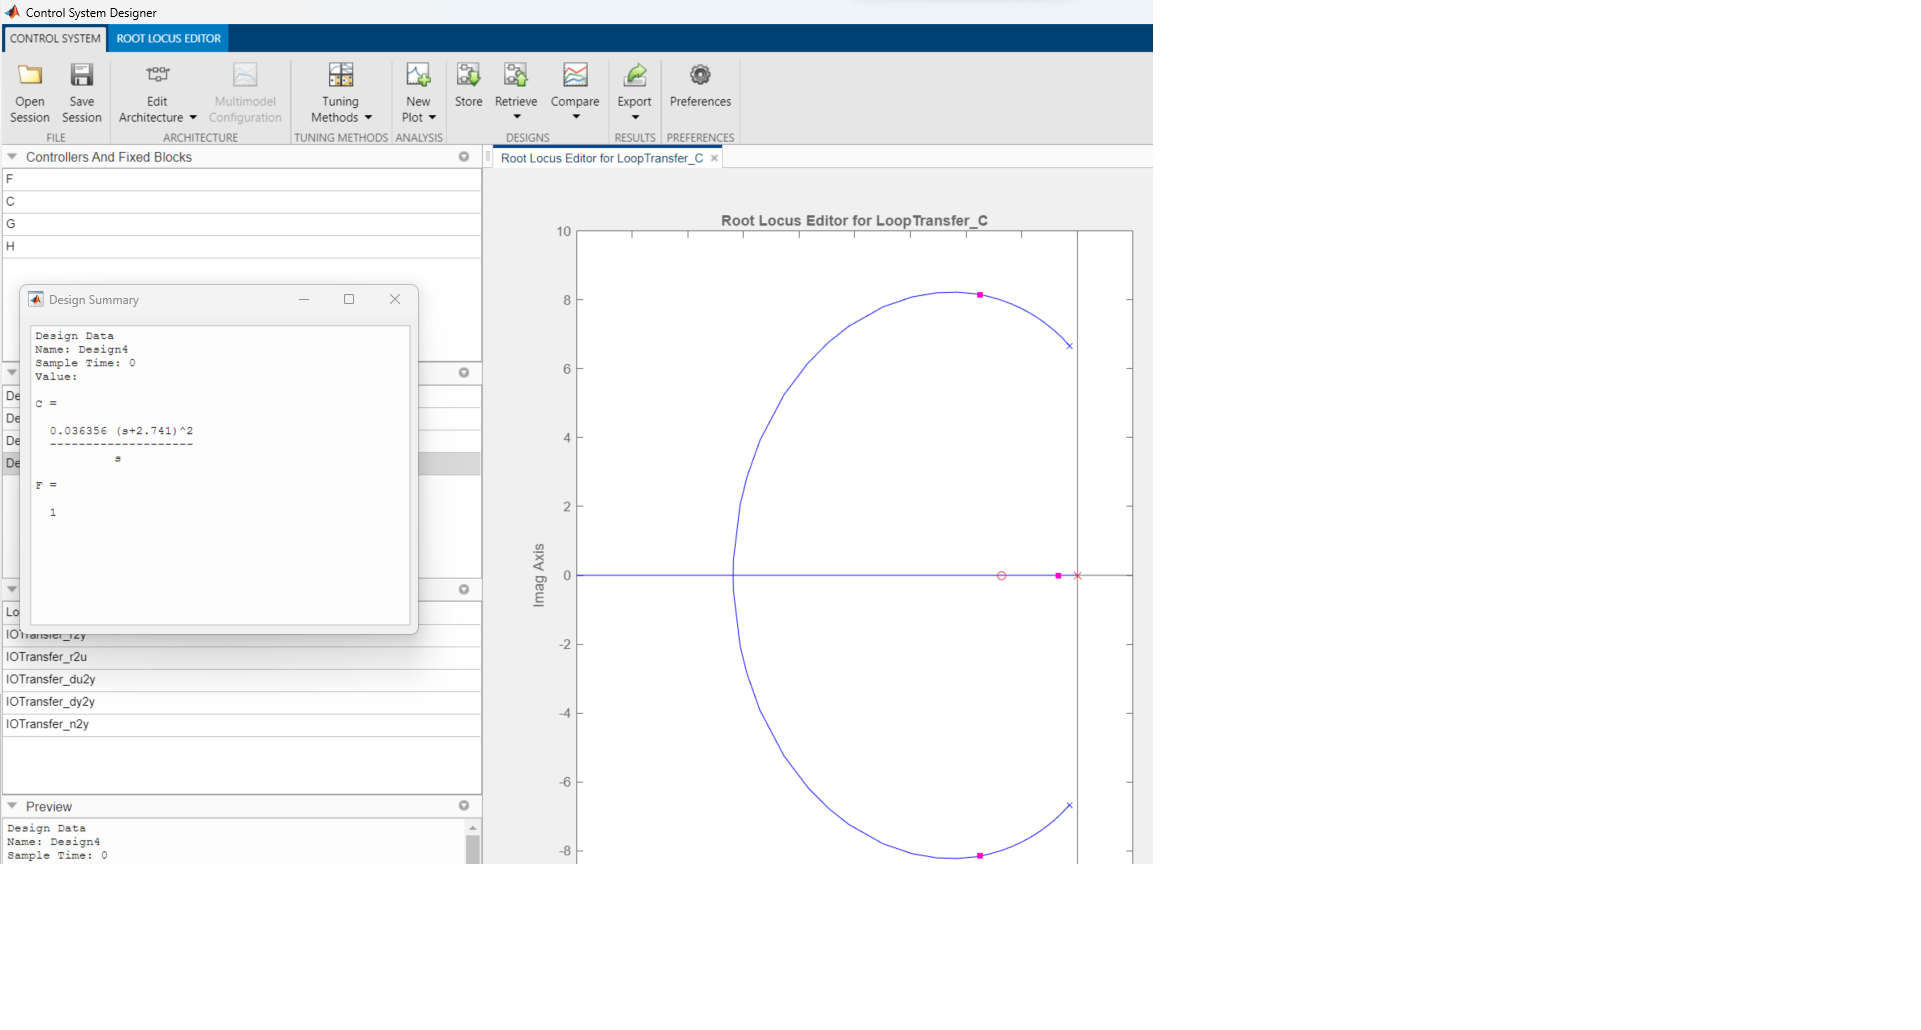 Control System Designer
CONTROL SYSTEM
ROOT LOCUS EDITOR
Open Session
Save Session
Edit Architecture
Multimodel Configuration
Tuning Methods
New Plot
Store
Retrieve
Compare
Export
Preferences
FILE
ARCHITECTURE
TUNING METHODS
ANALYSIS
DESIGNS
RESULTS
PREFERENCES
Controllers And Fixed Blocks
F
C
G
H
Design Summary
Design Data
Name: Design4
Sample Time: 0
Value:
C =
0.036356 (s+2.741)^2
--------------------
s
F =
1
De
De
De
De
Lo
IOTransfer_r2y
IOTransfer_r2u
IOTransfer_du2y
IOTransfer_dy2y
IOTransfer_n2y
Preview
Design Data
Name: Design4
Sample Time: 0
Root Locus Editor for LoopTransfer_C
Root Locus Editor for LoopTransfer_C
10
8
6
4
2
0
-2
-4
-6
-8
Imag Axis